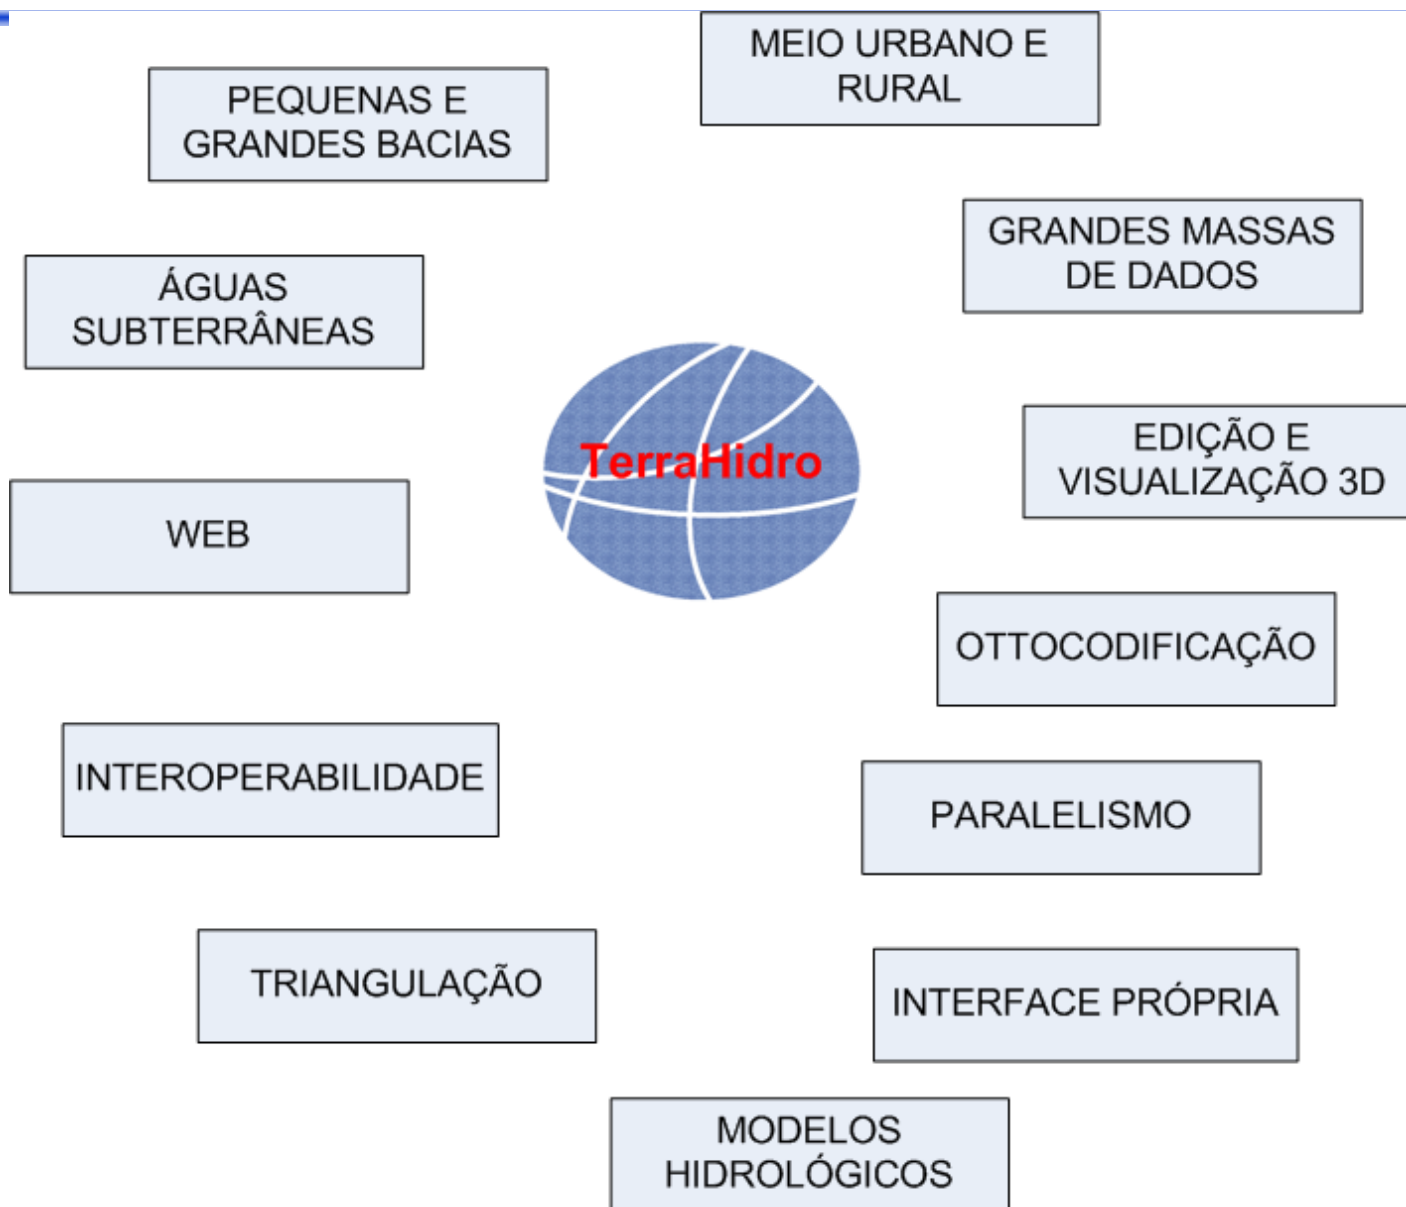 MEIO URBANO E
RURAL
PEQUENAS E
GRANDES BACIAS
GRANDES MASSAS
DE DADOS
ÁGUAS
SUBTERRÂNEAS
TerraHidro
EDIÇÃO E
VISUALIZAÇÃO 3D
WEB
OTTOCODIFICAÇÃO
INTEROPERABILIDADE
PARALELISMO
TRIANGULAÇÃO
INTERFACE PRÓPRIA
MODELOS
HIDROLÓGICOS